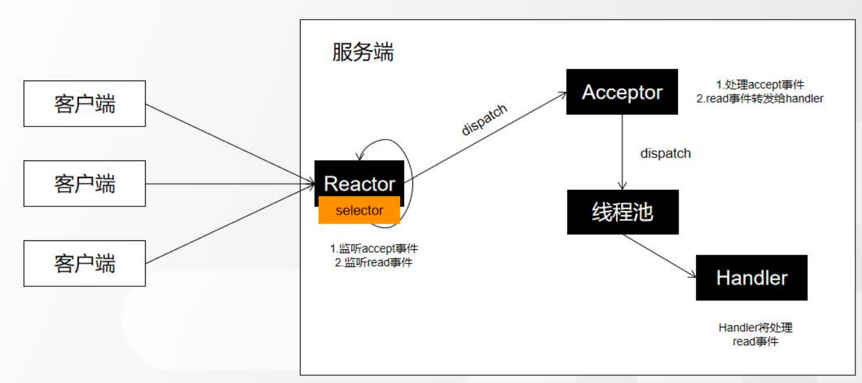 服务端
客户端
客户端
客户端
Reactor
selector
1.监听accept事件
2.监听read事件
dispatch
Acceptor
1.处理accept事件
2.read事件转发给handler
dispatch
线程池
Handler
Handler将处理
read事件